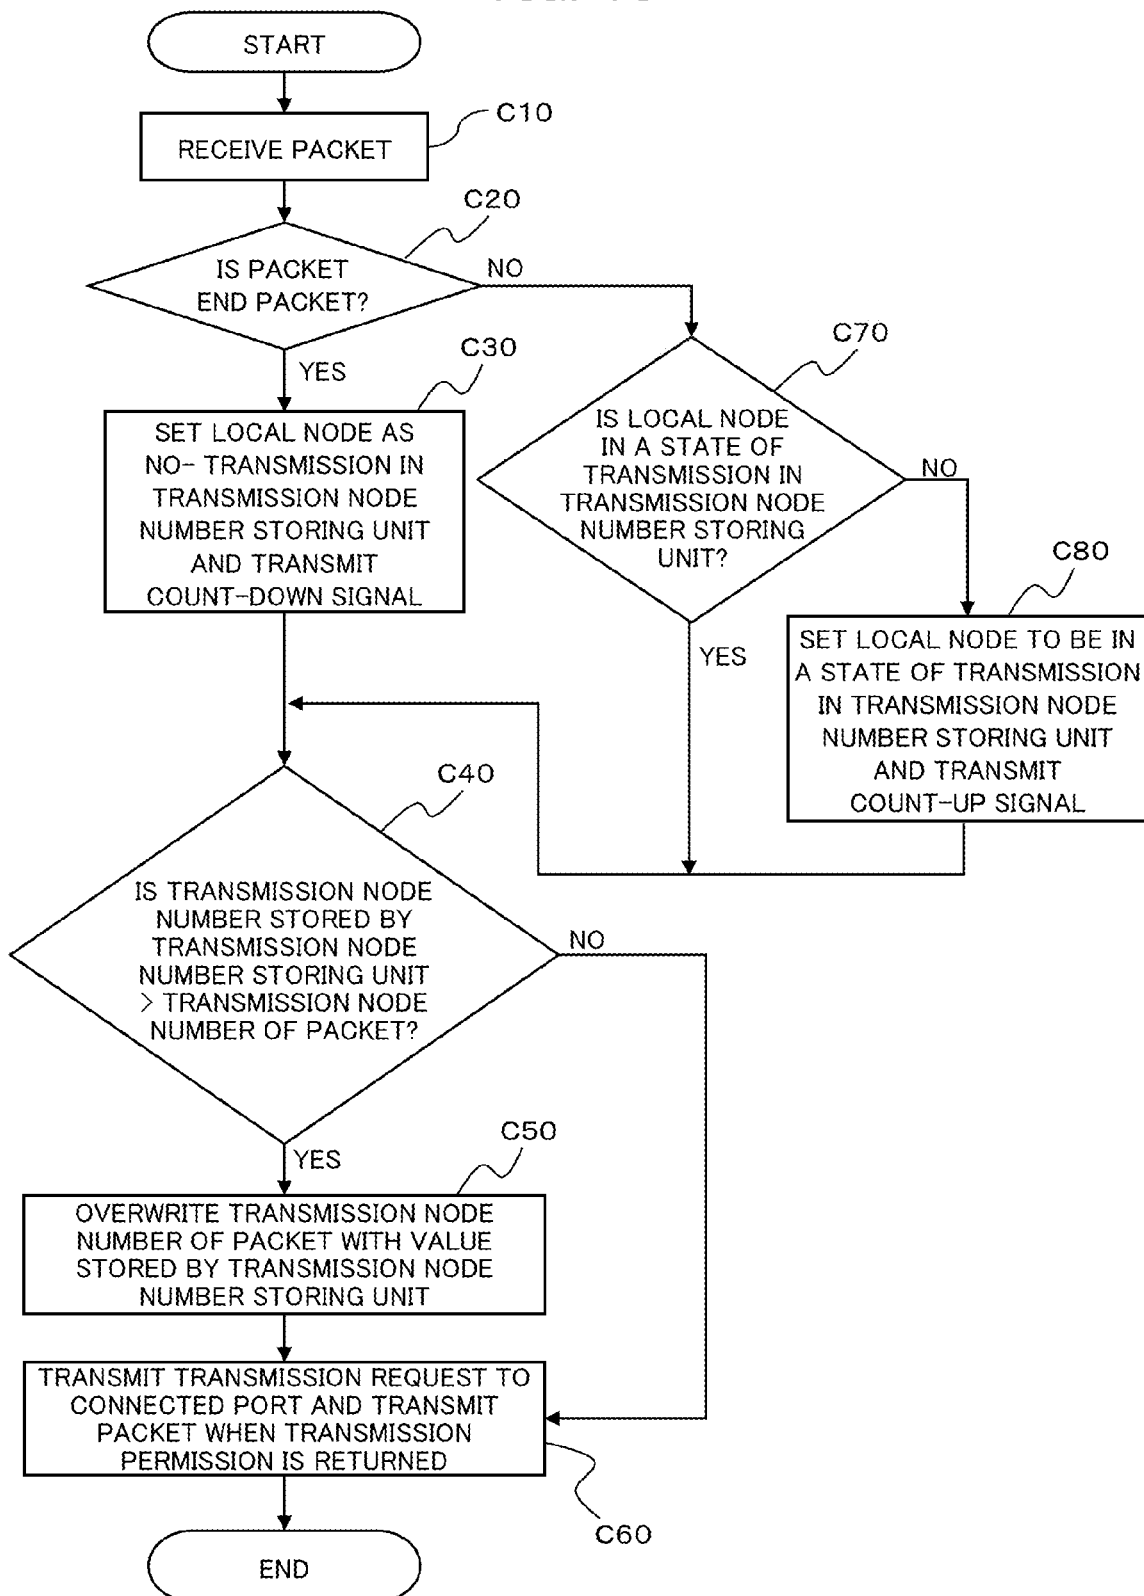 START
C10
RECEIVE PACKET
C20
IS PACKET
END PACKET?
NO
YES
C30
SET LOCAL NODE AS
NO- TRANSMISSION IN
TRANSMISSION NODE
NUMBER STORING UNIT
AND TRANSMIT
COUNT-DOWN SIGNAL
C70
IS LOCAL NODE
IN A STATE OF
TRANSMISSION IN
TRANSMISSION NODE
NUMBER STORING
UNIT?
NO
YES
C80
SET LOCAL NODE TO BE IN
A STATE OF TRANSMISSION
IN TRANSMISSION NODE
NUMBER STORING UNIT
AND TRANSMIT
COUNT-UP SIGNAL
C40
IS TRANSMISSION NODE
NUMBER STORED BY
TRANSMISSION NODE
NUMBER STORING UNIT
> TRANSMISSION NODE
NUMBER OF PACKET?
NO
YES
C50
OVERWRITE TRANSMISSION NODE
NUMBER OF PACKET WITH VALUE
STORED BY TRANSMISSION NODE
NUMBER STORING UNIT
TRANSMIT TRANSMISSION REQUEST TO
CONNECTED PORT AND TRANSMIT
PACKET WHEN TRANSMISSION
PERMISSION IS RETURNED
C60
END